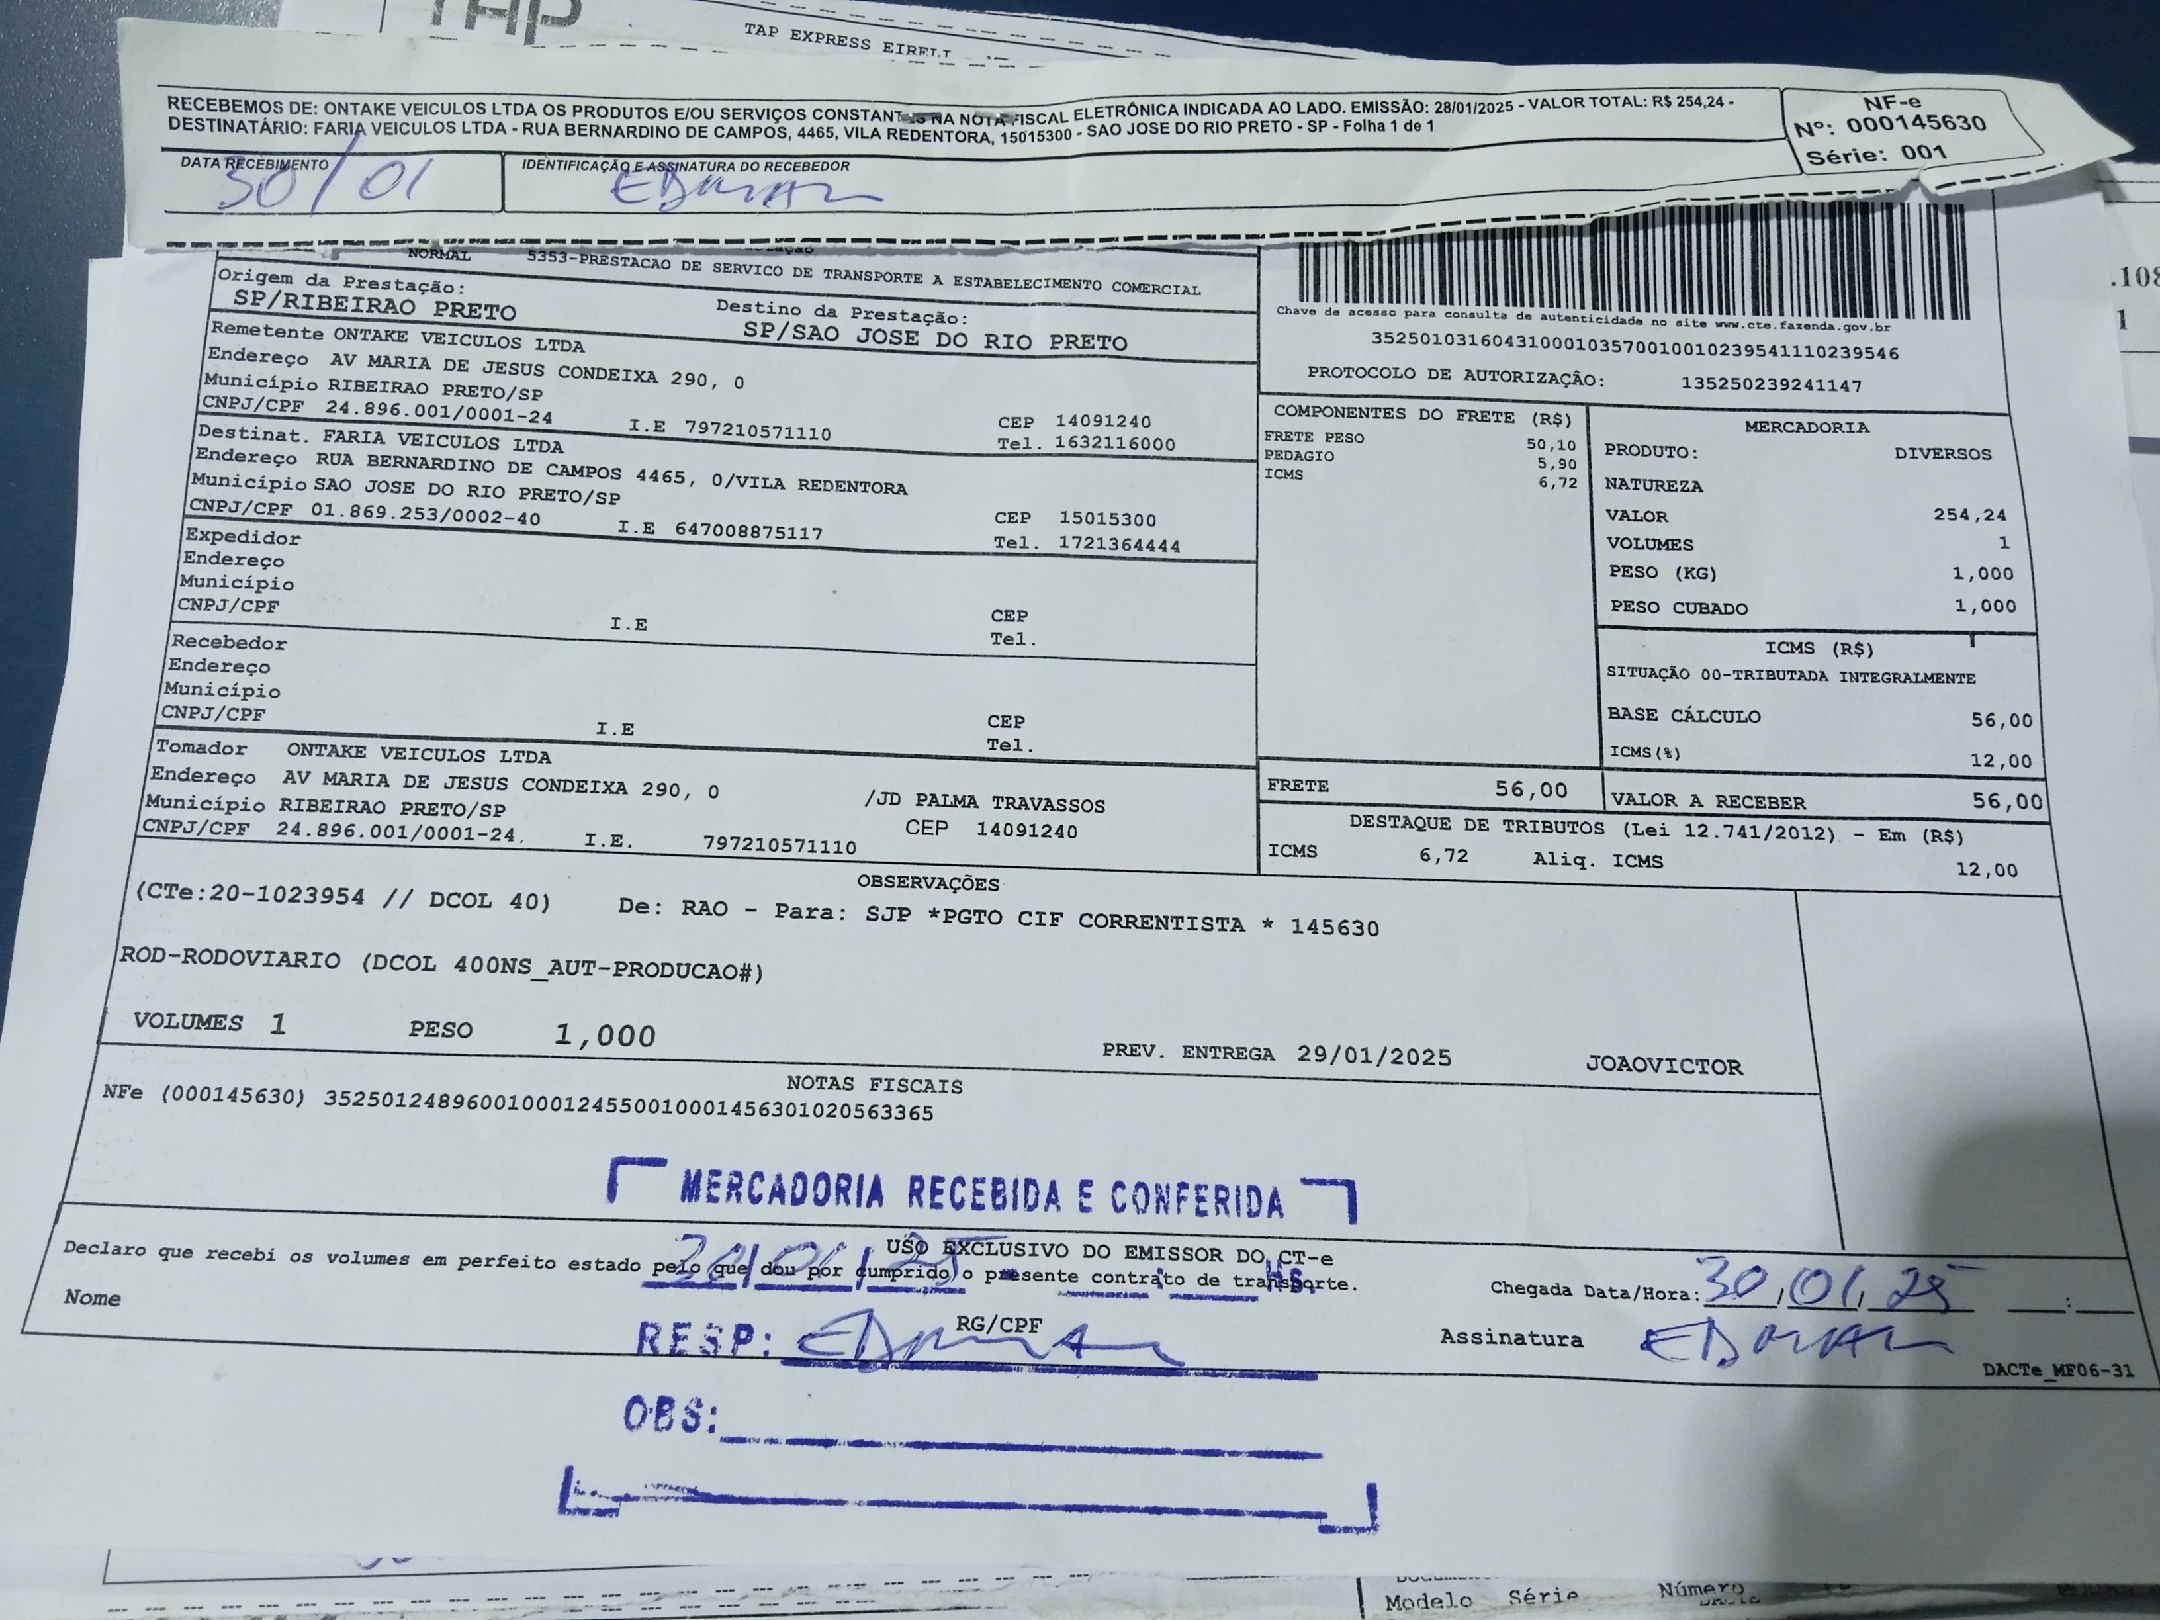 TAP EXPRESS EIRELI
RECEBEMOS DE: ONTAKE VEICULOS LTDA OS PRODUTOS E/OU SERVIÇOS CONSTANTES NA NOTA FISCAL ELETRÔNICA INDICADA AO LADO. EMISSÃO: 28/01/2025 - VALOR TOTAL: R$ 254,24 -
DESTINATÁRIO: FARIA VEICULOS LTDA - RUA BERNARDINO DE CAMPOS, 4465, VILA REDENTORA, 15015300 - SAO JOSE DO RIO PRETO - SP - Folha 1 de 1
NF-e
Nº: 000145630
Série: 001
DATA RECEBIMENTO
30/01
IDENTIFICAÇÃO E ASSINATURA DO RECEBEDOR
NORMAL 5353-PRESTACAO DE SERVICO DE TRANSPORTE A ESTABELECIMENTO COMERCIAL
Origem da Prestação:
SP/RIBEIRAO PRETO
Destino da Prestação:
SP/SAO JOSE DO RIO PRETO
Chave de acesso para consulta de autenticidade no site www.cte.fazenda.gov.br
35250103160431000103570010010239541110239546
PROTOCOLO DE AUTORIZAÇÃO: 135250239241147
Remetente ONTAKE VEICULOS LTDA
Endereço AV MARIA DE JESUS CONDEIXA 290, 0
Município RIBEIRAO PRETO/SP CEP 14091240
CNPJ/CPF 24.896.001/0001-24 I.E 797210571110 Tel. 1632116000
Destinat. FARIA VEICULOS LTDA
Endereço RUA BERNARDINO DE CAMPOS 4465, 0/VILA REDENTORA
Município SAO JOSE DO RIO PRETO/SP CEP 15015300
CNPJ/CPF 01.869.253/0002-40 I.E 647008875117 Tel. 1721364444
Expedidor
Endereço
Município CEP
CNPJ/CPF I.E Tel.
Recebedor
Endereço
Município CEP
CNPJ/CPF I.E Tel.
Tomador ONTAKE VEICULOS LTDA
Endereço AV MARIA DE JESUS CONDEIXA 290, 0 /JD PALMA TRAVASSOS
Município RIBEIRAO PRETO/SP CEP 14091240
CNPJ/CPF 24.896.001/0001-24. I.E. 797210571110
COMPONENTES DO FRETE (R$)
FRETE PESO 50,10
PEDAGIO 5,90
ICMS 6,72
MERCADORIA
PRODUTO: DIVERSOS
NATUREZA
VALOR 254,24
VOLUMES 1
PESO (KG) 1,000
PESO CUBADO 1,000
ICMS (R$)
SITUAÇÃO 00-TRIBUTADA INTEGRALMENTE
BASE CÁLCULO 56,00
ICMS(%) 12,00
FRETE 56,00 VALOR A RECEBER 56,00
DESTAQUE DE TRIBUTOS (Lei 12.741/2012) - Em (R$)
ICMS 6,72 Aliq. ICMS 12,00
OBSERVAÇÕES
(CTe:20-1023954 // DCOL 40) De: RAO - Para: SJP *PGTO CIF CORRENTISTA * 145630
ROD-RODOVIARIO (DCOL 400NS_AUT-PRODUCAO#)
VOLUMES 1 PESO 1,000 PREV. ENTREGA 29/01/2025 JOAOVICTOR
NOTAS FISCAIS
NFe (000145630) 35250124896001000124550010001456301020563365
MERCADORIA RECEBIDA E CONFERIDA
USO EXCLUSIVO DO EMISSOR DO CT-e
Declaro que recebi os volumes em perfeito estado pelo que dou por cumprido o presente contrato de transporte.
30/01/25 HS.
Chegada Data/Hora: 30/01/25 __:__
Nome RG/CPF Assinatura
RESP:
DACTe_MF06-31
OBS:
Modelo Série Número